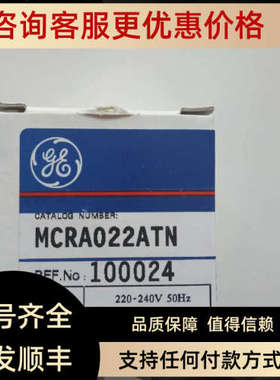 咨询客服更优惠价格
GE
CATALOG NUMBER:
MCRA022ATN
REF.No: 100024
220-240V 50Hz
号齐全
发顺丰
品质保障 值得信赖
支持任何付款方式